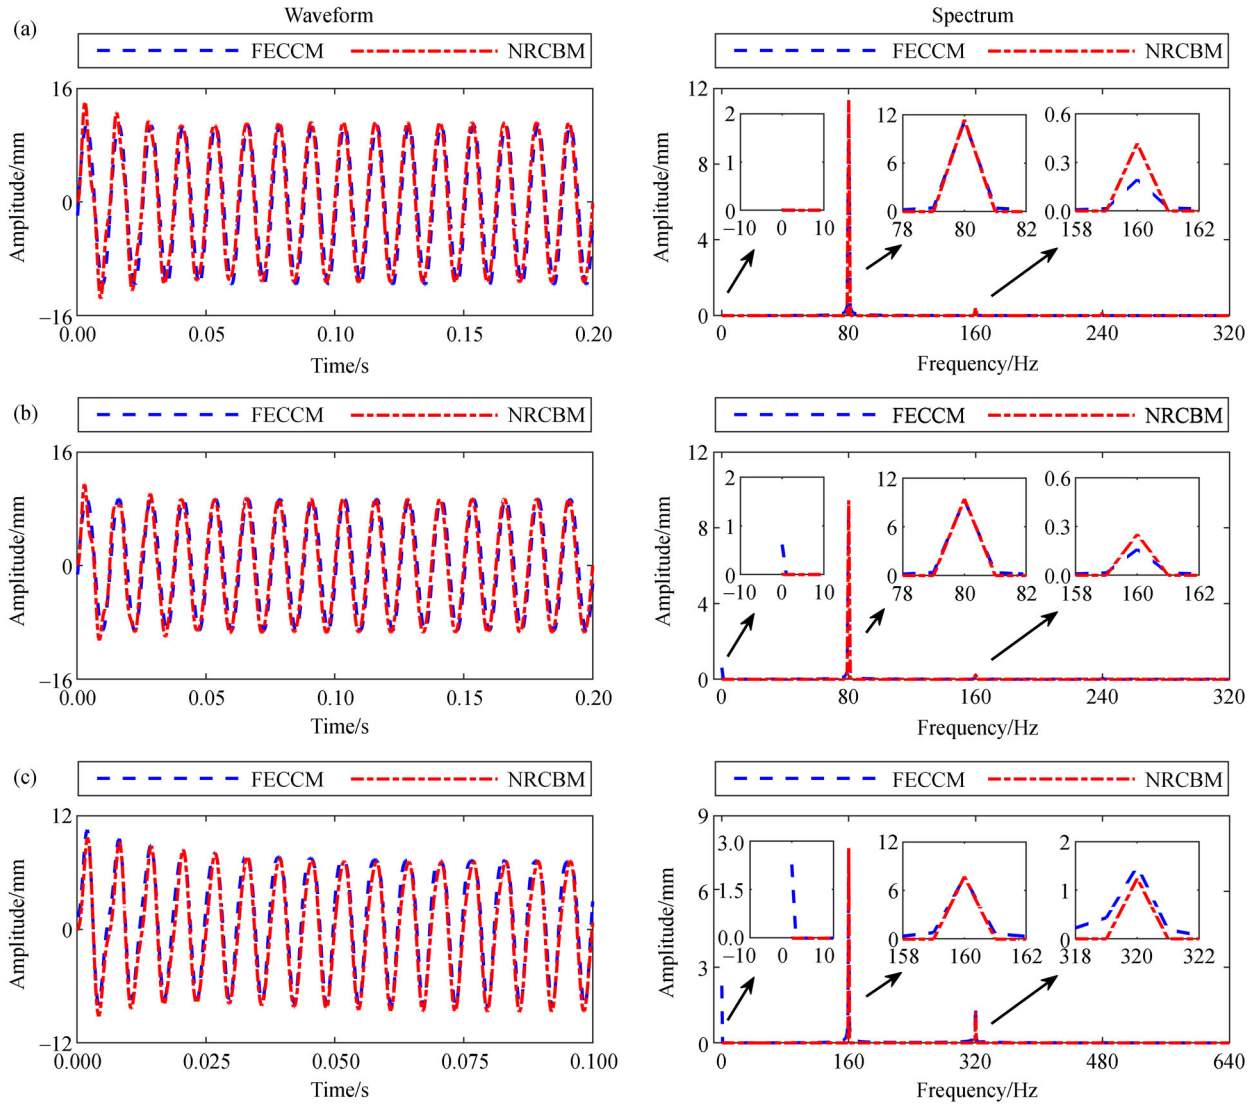 Waveform
Spectrum
(a)
FECCM NRCBM
FECCM NRCBM
16
0
−16
Amplitude/mm
0.00 0.05 0.10 0.15 0.20
Time/s
12
8
4
0
Amplitude/mm
2
1
0
−10 0 10
12
6
0
78 80 82
0.6
0.3
0.0
158 160 162
0 80 160 240 320
Frequency/Hz
(b)
FECCM NRCBM
FECCM NRCBM
16
0
−16
Amplitude/mm
0.00 0.05 0.10 0.15 0.20
Time/s
12
8
4
0
Amplitude/mm
2
1
0
−10 0 10
12
6
0
78 80 82
0.6
0.3
0.0
158 160 162
0 80 160 240 320
Frequency/Hz
(c)
FECCM NRCBM
FECCM NRCBM
12
0
−12
Amplitude/mm
0.000 0.025 0.050 0.075 0.100
Time/s
9
6
3
0
Amplitude/mm
3.0
1.5
0.0
−10 0 10
12
6
0
158 160 162
2
1
0
318 320 322
0 160 320 480 640
Frequency/Hz